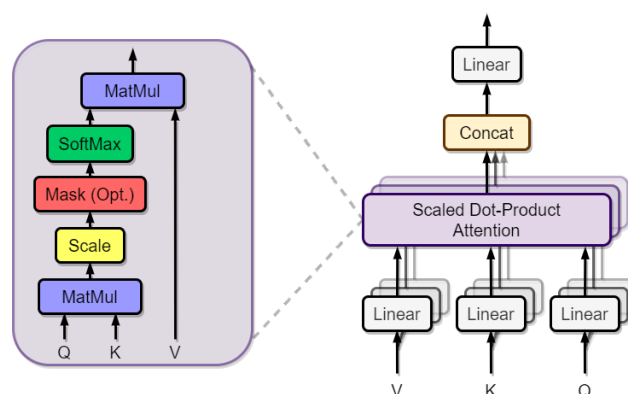 MatMul
SoftMax
Mask (Opt.)
Scale
MatMul
Q K V
Linear
Concat
Scaled Dot-Product
Attention
Linear Linear Linear
V K Q